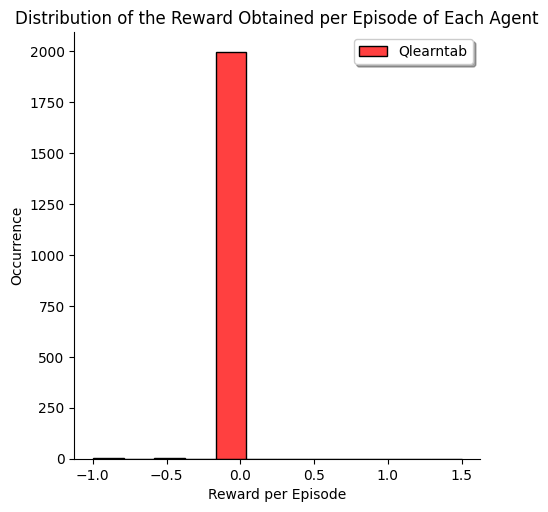 Distribution of the Reward Obtained per Episode of Each Agent
Qlearntab
2000
1750
1500
1250
1000
750
500
250
0
Occurrence
−1.0 −0.5 0.0 0.5 1.0 1.5
Reward per Episode